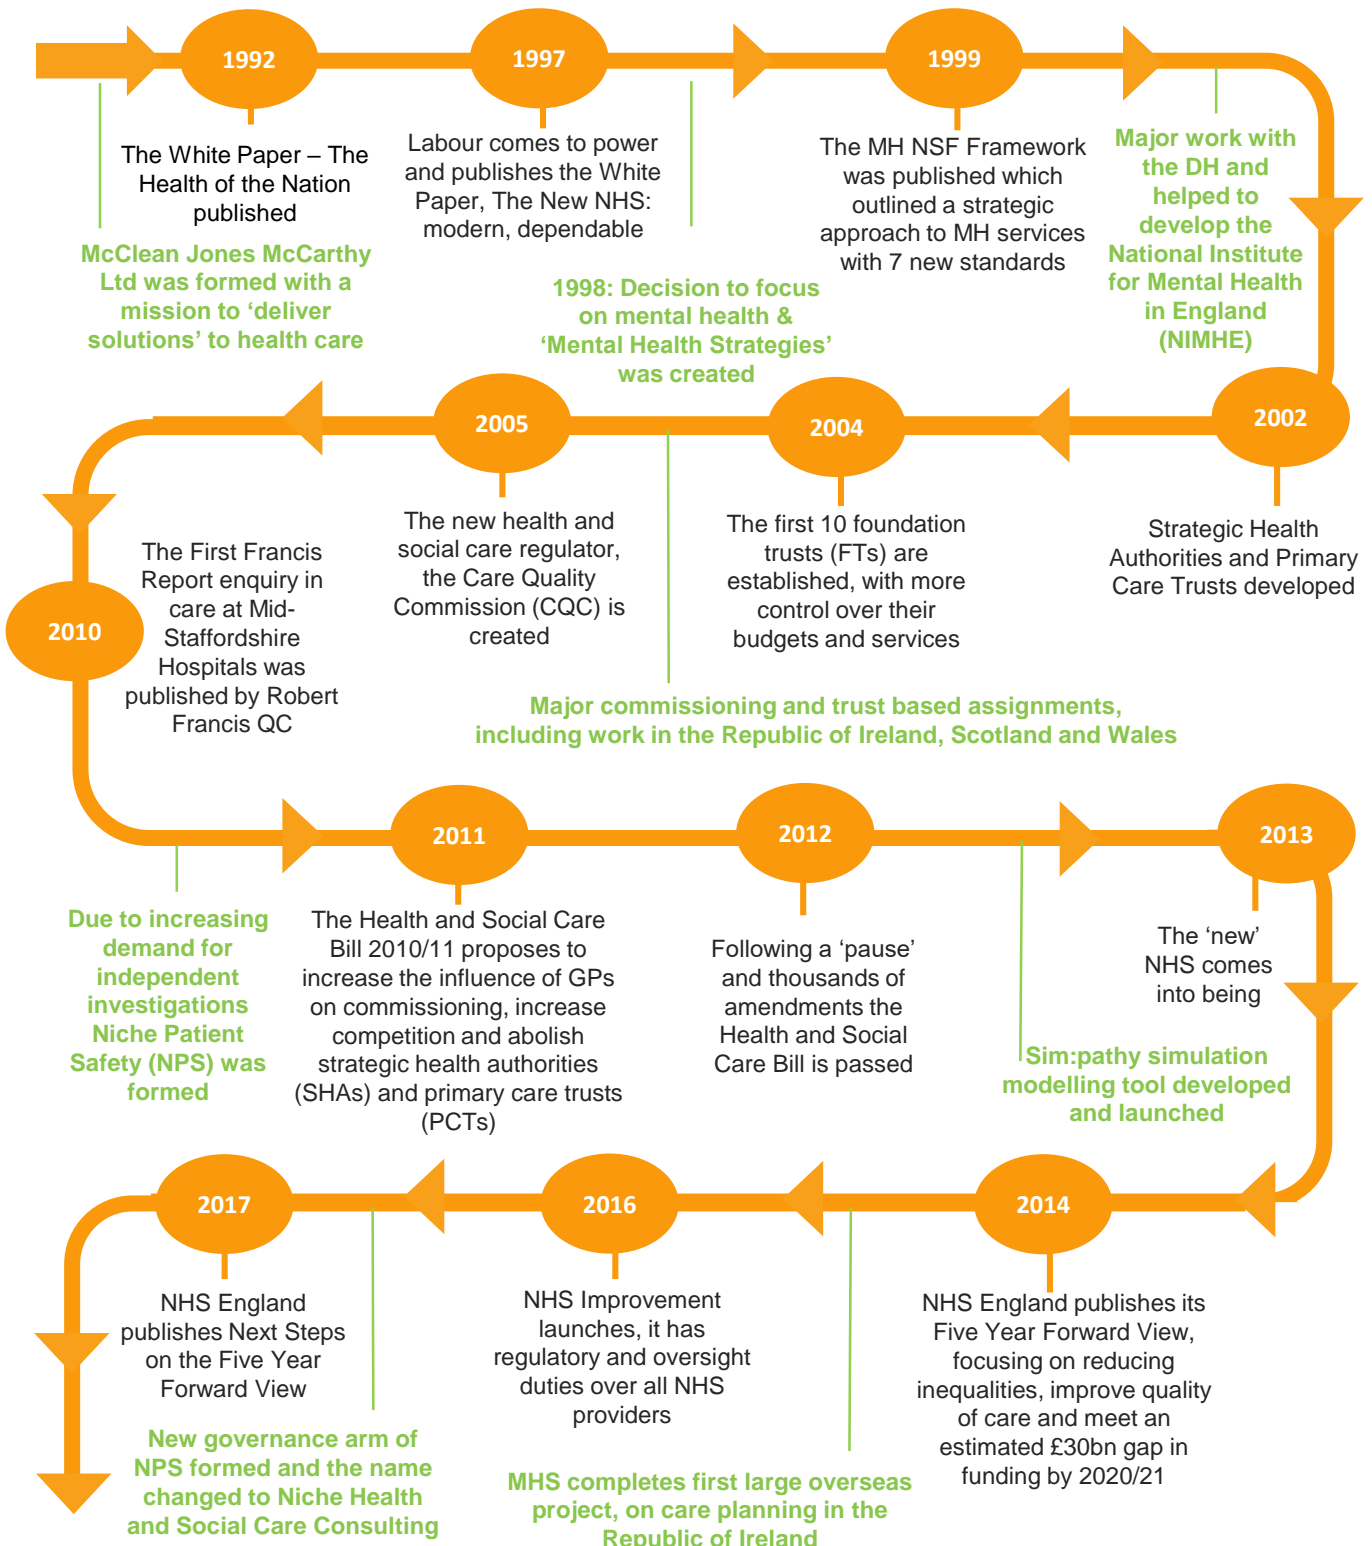 1992
The White Paper – The
Health of the Nation
published
McClean Jones McCarthy
Ltd was formed with a
mission to ‘deliver
solutions’ to health care
1997
Labour comes to power
and publishes the White
Paper, The New NHS:
modern, dependable
1998: Decision to focus
on mental health &
‘Mental Health Strategies’
was created
1999
The MH NSF Framework
was published which
outlined a strategic
approach to MH services
with 7 new standards
Major work with
the DH and
helped to
develop the
National Institute
for Mental Health
in England
(NIMHE)
2002
Strategic Health
Authorities and Primary
Care Trusts developed
2004
The first 10 foundation
trusts (FTs) are
established, with more
control over their
budgets and services
Major commissioning and trust based assignments,
including work in the Republic of Ireland, Scotland and Wales
2005
The new health and
social care regulator,
the Care Quality
Commission (CQC) is
created
2010
The First Francis
Report enquiry in
care at Mid-
Staffordshire
Hospitals was
published by Robert
Francis QC
Due to increasing
demand for
independent
investigations
Niche Patient
Safety (NPS) was
formed
2011
The Health and Social Care
Bill 2010/11 proposes to
increase the influence of GPs
on commissioning, increase
competition and abolish
strategic health authorities
(SHAs) and primary care trusts
(PCTs)
2012
Following a ‘pause’
and thousands of
amendments the
Health and Social
Care Bill is passed
Sim:pathy simulation
modelling tool developed
and launched
2013
The ‘new’
NHS comes
into being
2014
NHS England publishes its
Five Year Forward View,
focusing on reducing
inequalities, improve quality
of care and meet an
estimated £30bn gap in
funding by 2020/21
MHS completes first large overseas
project, on care planning in the
Republic of Ireland
2016
NHS Improvement
launches, it has
regulatory and oversight
duties over all NHS
providers
New governance arm of
NPS formed and the name
changed to Niche Health
and Social Care Consulting
2017
NHS England
publishes Next Steps
on the Five Year
Forward View